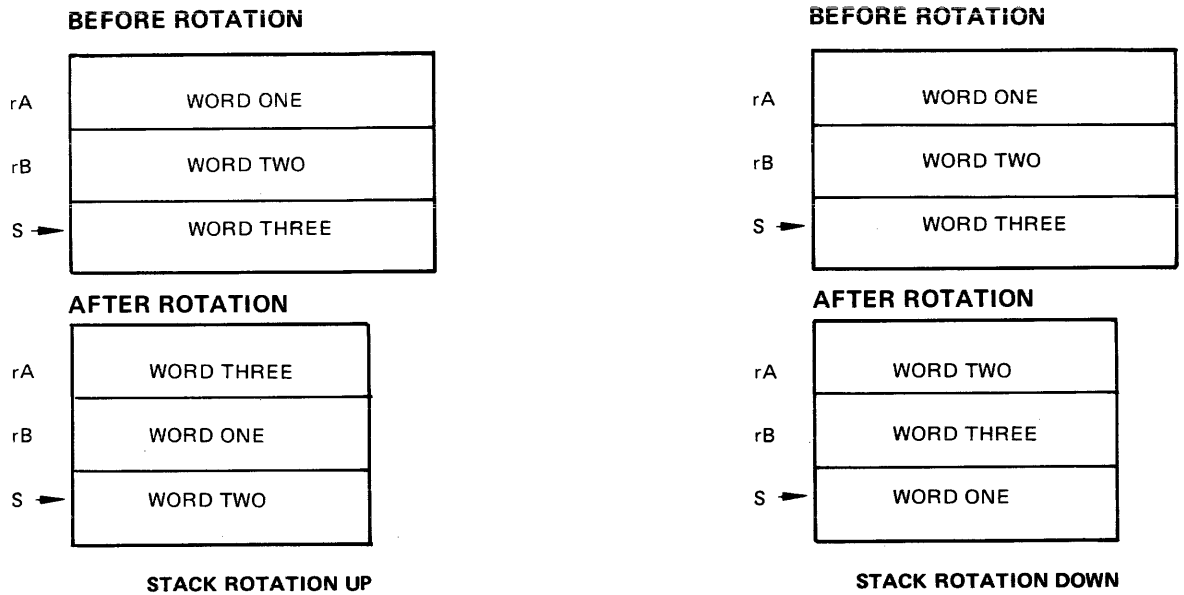 BEFORE ROTATION
rA WORD ONE
rB WORD TWO
S WORD THREE
AFTER ROTATION
rA WORD THREE
rB WORD ONE
S WORD TWO
STACK ROTATION UP
BEFORE ROTATION
rA WORD ONE
rB WORD TWO
S WORD THREE
AFTER ROTATION
rA WORD TWO
rB WORD THREE
S WORD ONE
STACK ROTATION DOWN